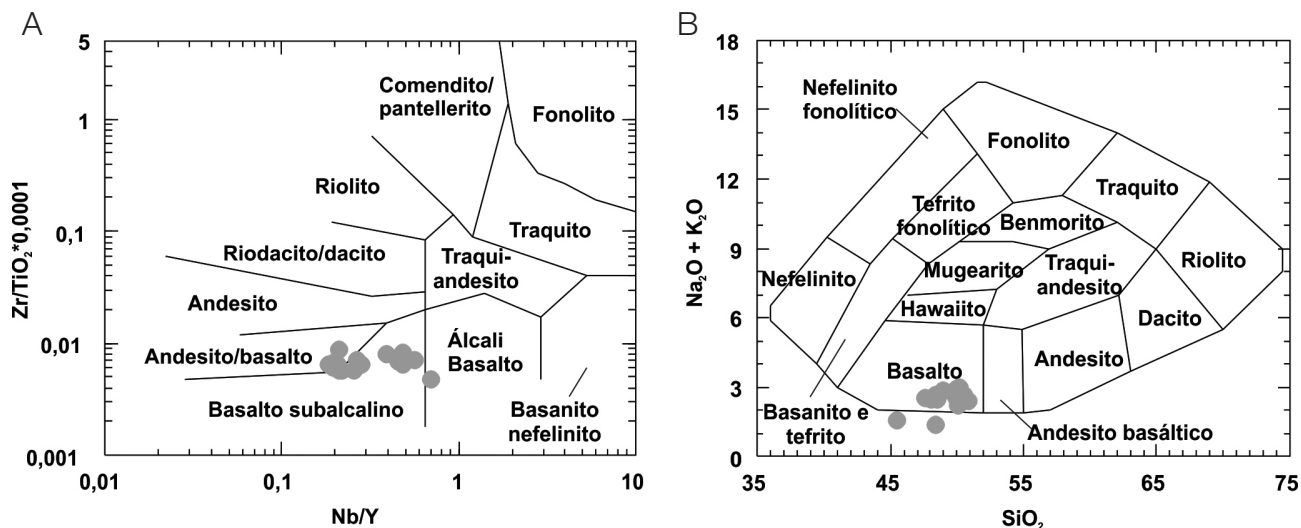 A
5
1
0,1
0,01
0,001
Zr/TiO₂*0,0001
Comendito/
pantellerito
Fonolito
Riolito
Traquito
Riodacito/dacito
Traqui-
andesito
Andesito
Andesito/basalto
Álcali
Basalto
Basalto subalcalino
Basanito
nefelinito
0,01
0,1
1
10
Nb/Y
B
18
15
12
9
6
3
0
Na₂O + K₂O
Nefelinito
fonolítico
Fonolito
Traquito
Tefrito
fonolítico
Benmorito
Riolito
Nefelinito
Mugearito
Traqui-
andesito
Hawaiito
Dacito
Basalto
Andesito
Basanito e
tefrito
Andesito basáltico
35
45
55
65
75
SiO₂